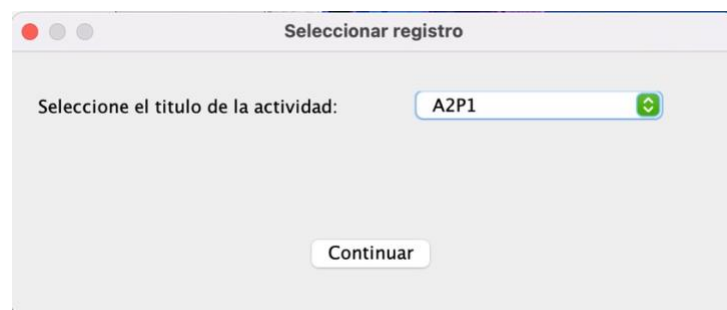 Seleccionar registro
Seleccione el titulo de la actividad: A2P1
Continuar